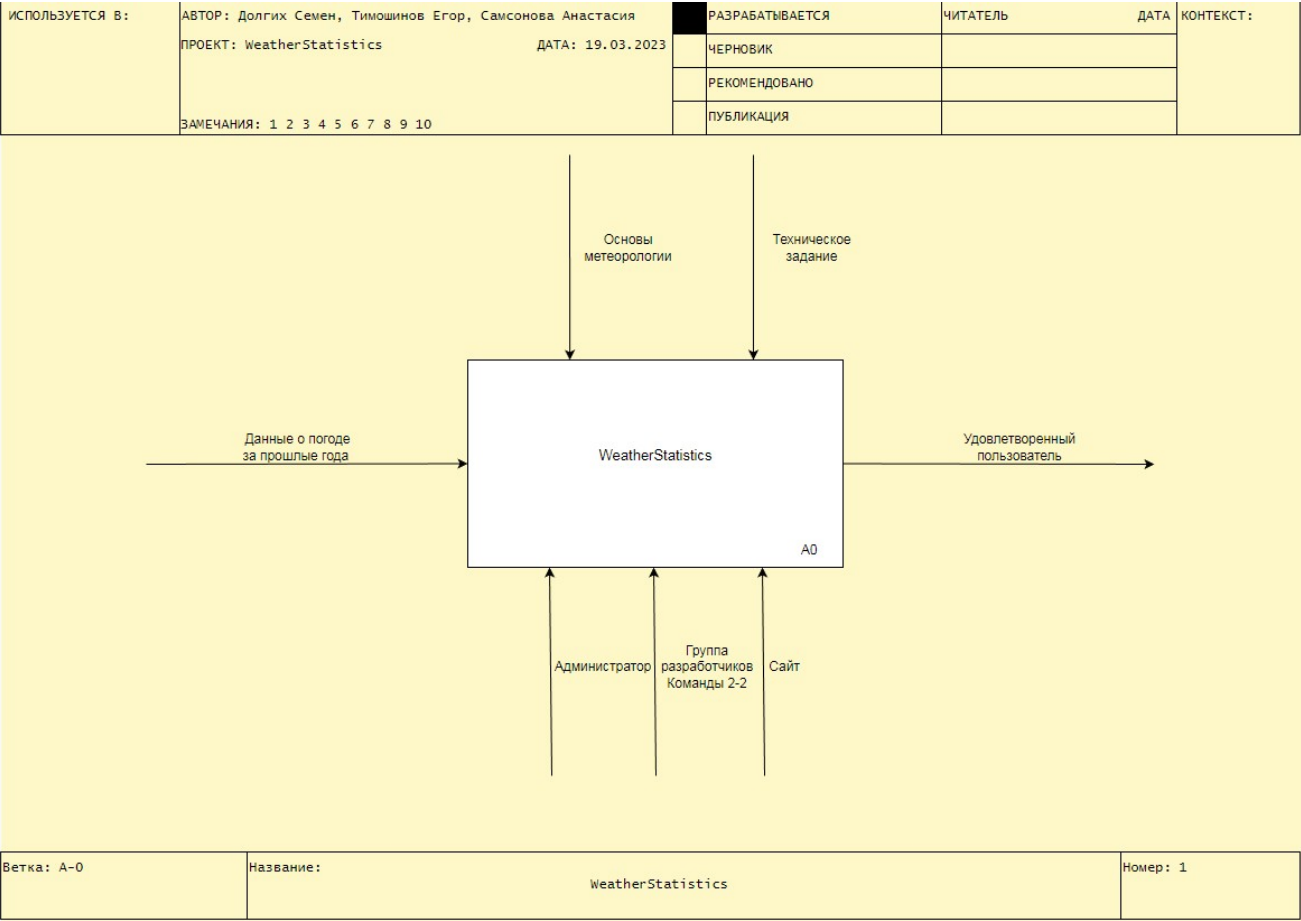 ИСПОЛЬЗУЕТСЯ В:
АВТОР: Долгих Семен, Тимошинов Егор, Самсонова Анастасия
ПРОЕКТ: WeatherStatistics ДАТА: 19.03.2023
ЗАМЕЧАНИЯ: 1 2 3 4 5 6 7 8 9 10
РАЗРАБАТЫВАЕТСЯ
ЧЕРНОВИК
РЕКОМЕНДОВАНО
ПУБЛИКАЦИЯ
ЧИТАТЕЛЬ ДАТА
КОНТЕКСТ:
Основы
метеорологии
Техническое
задание
Данные о погоде
за прошлые года
WeatherStatistics
A0
Удовлетворенный
пользователь
Администратор
Группа
разработчиков
Команды 2-2
Сайт
Ветка: A-0
Название:
WeatherStatistics
Номер: 1